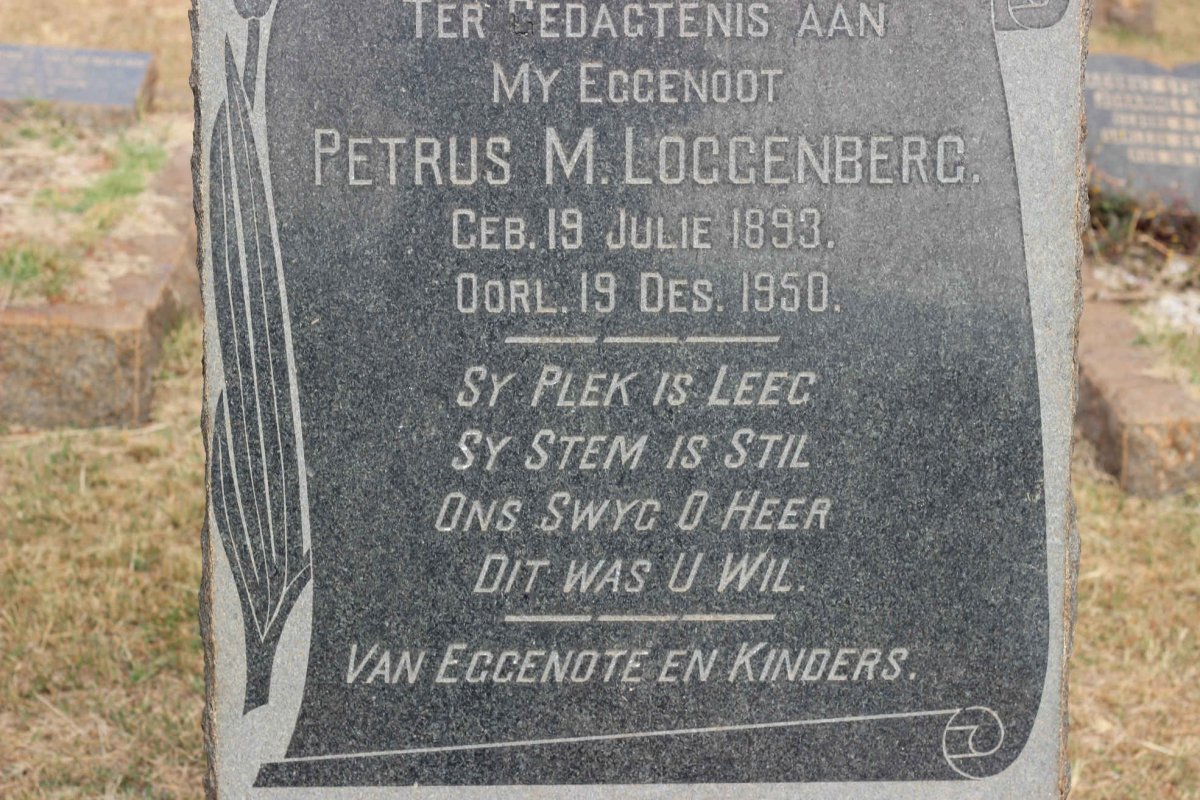 TER GEDAGTENIS AAN
MY EGGENOOT
PETRUS M. LOGGENBERG.
GEB. 19 JULIE 1893.
OORL. 19 DES. 1950.
SY PLEK IS LEEG
SY STEM IS STIL
ONS SWYG O HEER
DIT WAS U WIL.
VAN EGGENOTE EN KINDERS.